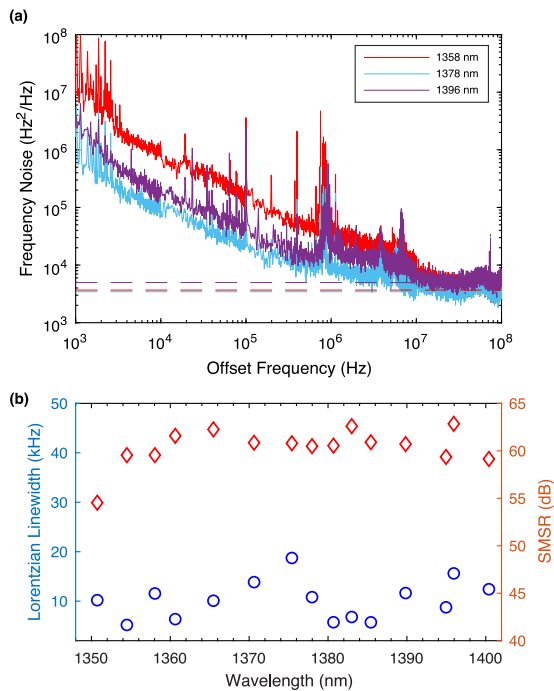 (a)
10^8
10^7
10^6
10^5
10^4
10^3
Frequency Noise (Hz^2/Hz)
1358 nm
1378 nm
1396 nm
10^3 10^4 10^5 10^6 10^7 10^8
Offset Frequency (Hz)
(b)
50
40
30
20
10
Lorentzian Linewidth (kHz)
65
60
55
50
45
40
SMSR (dB)
1350 1360 1370 1380 1390 1400
Wavelength (nm)